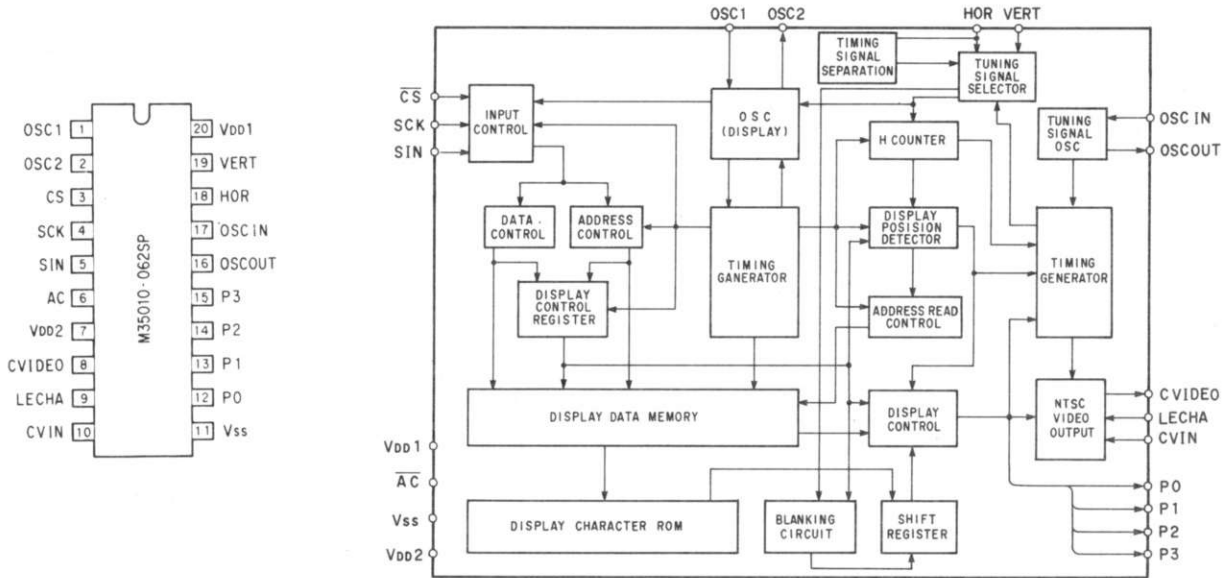 OSC1 1
OSC2 2
CS 3
SCK 4
SIN 5
AC 6
VDD2 7
CVIDEO 8
LECHA 9
CVIN 10
M35010-062SP
20 VDD1
19 VERT
18 HOR
17 OSCIN
16 OSCOUT
15 P3
14 P2
13 P1
12 P0
11 Vss
OSC1 OSC2
HOR VERT
CS
SCK
SIN
INPUT
CONTROL
OSC
(DISPLAY)
TIMING
SIGNAL
SEPARATION
TUNING
SIGNAL
SELECTOR
TUNING
SIGNAL
OSC
OSC IN
OSCOUT
H COUNTER
DATA
CONTROL
ADDRESS
CONTROL
TIMING
GANERATOR
DISPLAY
POSISION
DETECTOR
TIMING
GENERATOR
DISPLAY
CONTROL
REGISTER
ADDRESS READ
CONTROL
DISPLAY DATA MEMORY
DISPLAY
CONTROL
NTSC
VIDEO
OUTPUT
CVIDEO
LECHA
CVIN
VDD1
AC
Vss
VDD2
DISPLAY CHARACTER ROM
BLANKING
CIRCUIT
SHIFT
REGISTER
P0
P1
P2
P3